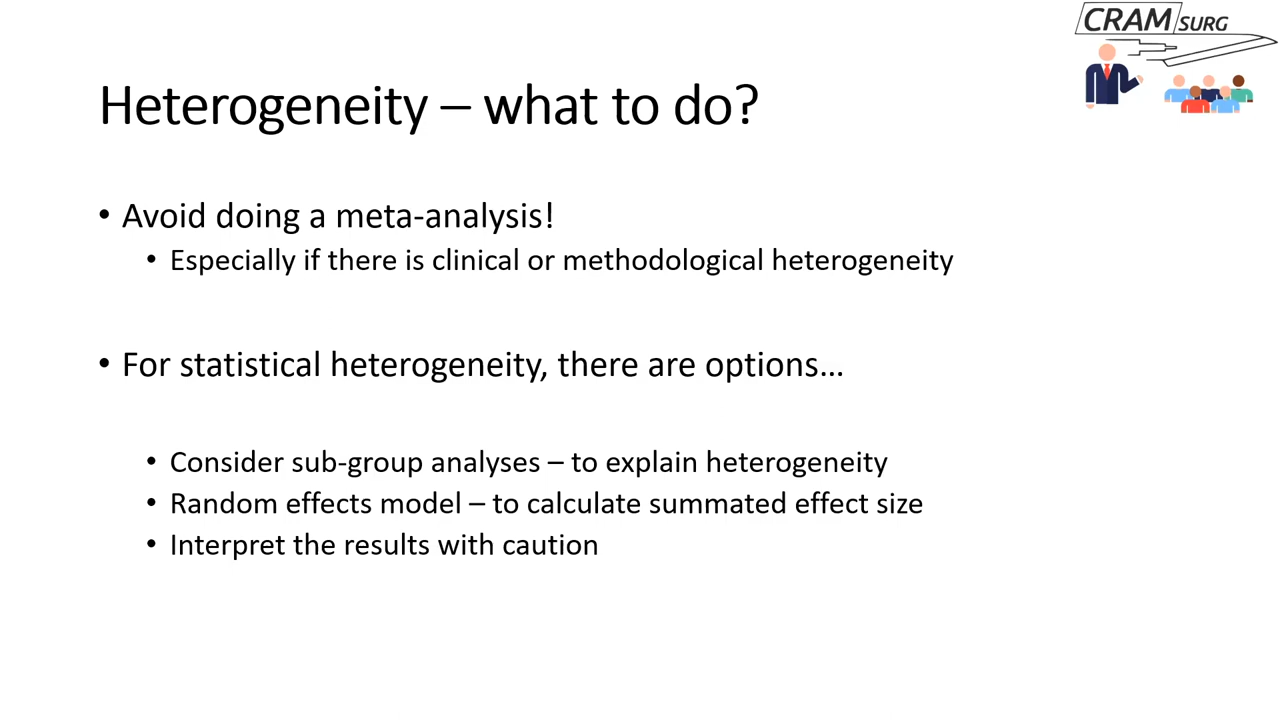 CRAM SURG
Heterogeneity – what to do?
• Avoid doing a meta-analysis!
• Especially if there is clinical or methodological heterogeneity
• For statistical heterogeneity, there are options…
• Consider sub-group analyses – to explain heterogeneity
• Random effects model – to calculate summated effect size
• Interpret the results with caution